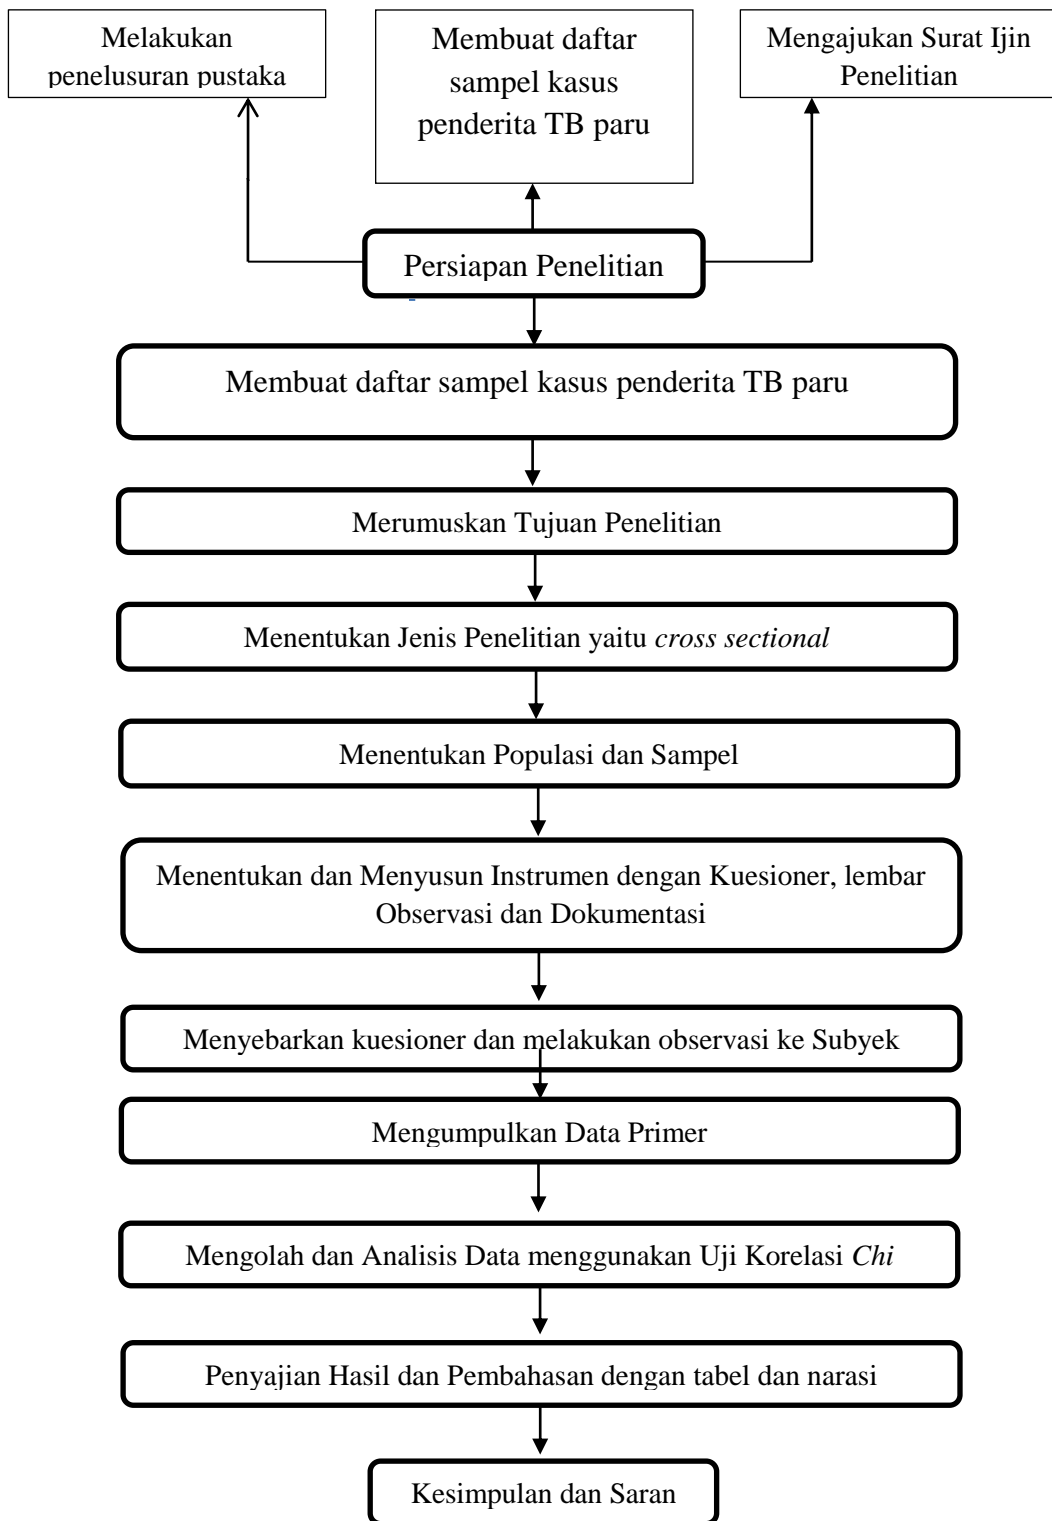 Melakukan
penelusuran pustaka
Membuat daftar
sampel kasus
penderita TB paru
Mengajukan Surat Ijin
Penelitian
Persiapan Penelitian
Membuat daftar sampel kasus penderita TB paru
Merumuskan Tujuan Penelitian
Menentukan Jenis Penelitian yaitu cross sectional
Menentukan Populasi dan Sampel
Menentukan dan Menyusun Instrumen dengan Kuesioner, lembar
Observasi dan Dokumentasi
Menyebarkan kuesioner dan melakukan observasi ke Subyek
Mengumpulkan Data Primer
Mengolah dan Analisis Data menggunakan Uji Korelasi Chi
Penyajian Hasil dan Pembahasan dengan tabel dan narasi
Kesimpulan dan Saran